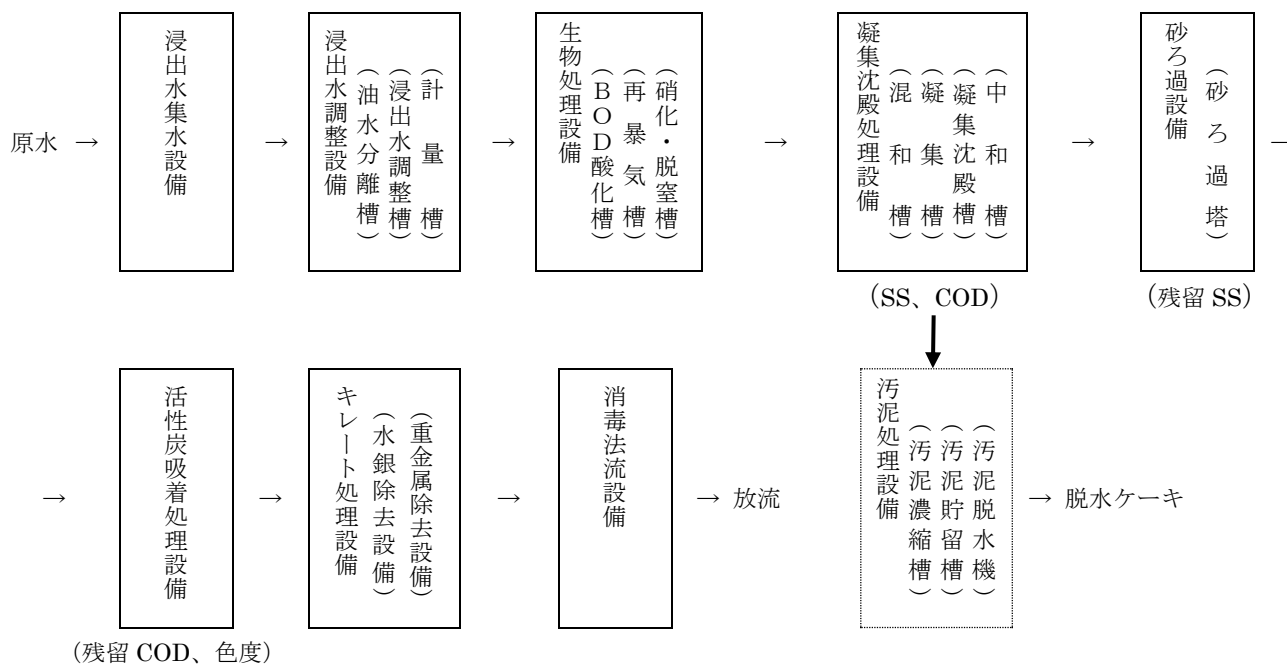 原水
→
浸出水集水設備
→
浸出水調整設備
（油水分離槽）
（浸出水調整槽）
（計量槽）
→
生物処理設備
（ＢＯＤ酸化槽）
（再暴気槽）
（硝化・脱窒槽）
→
凝集沈殿処理設備
（混和槽）
（凝集槽）
（凝集沈殿槽）
（中和槽）
（SS、COD）
→
砂ろ過設備
（砂ろ過塔）
（残留 SS）
→
活性炭吸着処理設備
（残留 COD、色度）
→
キレート処理設備
（水銀除去設備）
（重金属除去設備）
→
消毒法流設備
→ 放流
汚泥処理設備
（汚泥濃縮槽）
（汚泥貯留槽）
（汚泥脱水機）
→ 脱水ケーキ